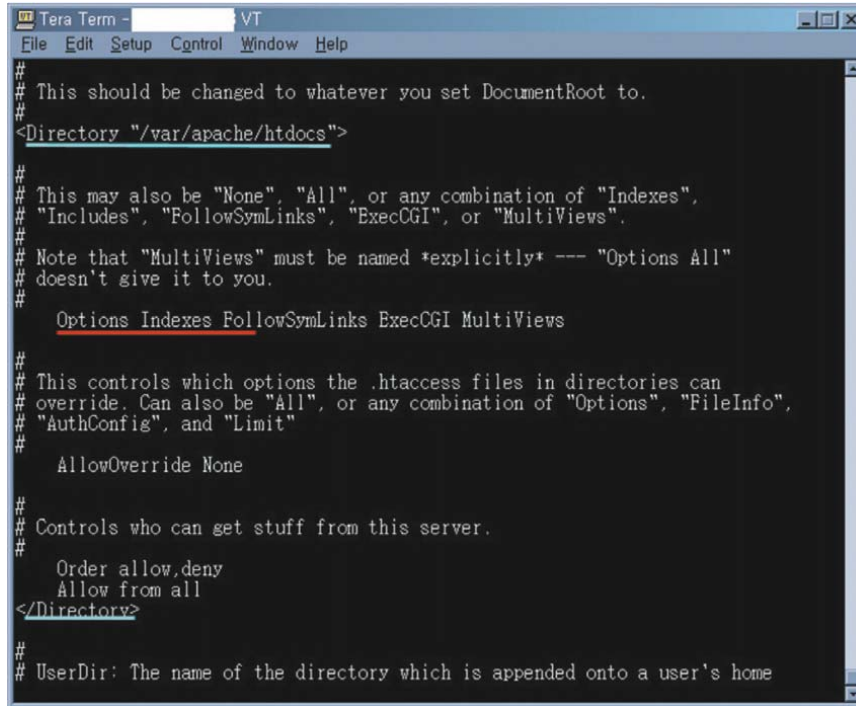 Tera Term - VT
File Edit Setup Control Window Help
#
# This should be changed to whatever you set DocumentRoot to.
#
<Directory "/var/apache/htdocs">
#
# This may also be "None", "All", or any combination of "Indexes",
# "Includes", "FollowSymLinks", "ExecCGI", or "MultiViews".
#
# Note that "MultiViews" must be named *explicitly* --- "Options All"
# doesn't give it to you.
#
Options Indexes FollowSymLinks ExecCGI MultiViews
#
# This controls which options the .htaccess files in directories can
# override. Can also be "All", or any combination of "Options", "FileInfo",
# "AuthConfig", and "Limit"
#
AllowOverride None
#
# Controls who can get stuff from this server.
#
Order allow,deny
Allow from all
</Directory>
#
# UserDir: The name of the directory which is appended onto a user's home